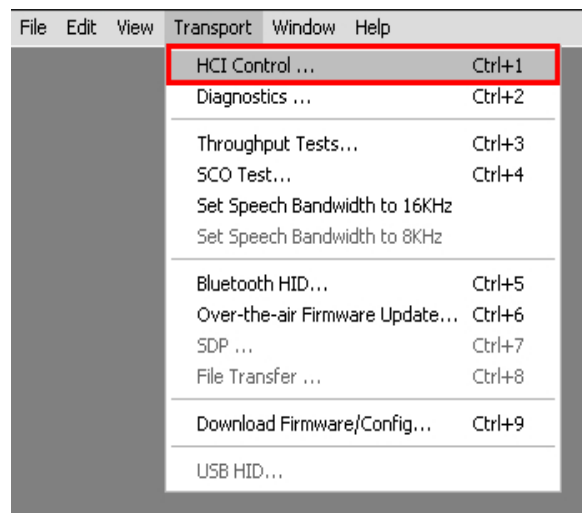 File Edit View Transport Window Help
HCI Control ... Ctrl+1
Diagnostics ... Ctrl+2
Throughput Tests... Ctrl+3
SCO Test... Ctrl+4
Set Speech Bandwidth to 16KHz
Set Speech Bandwidth to 8KHz
Bluetooth HID... Ctrl+5
Over-the-air Firmware Update... Ctrl+6
SDP ... Ctrl+7
File Transfer ... Ctrl+8
Download Firmware/Config... Ctrl+9
USB HID...